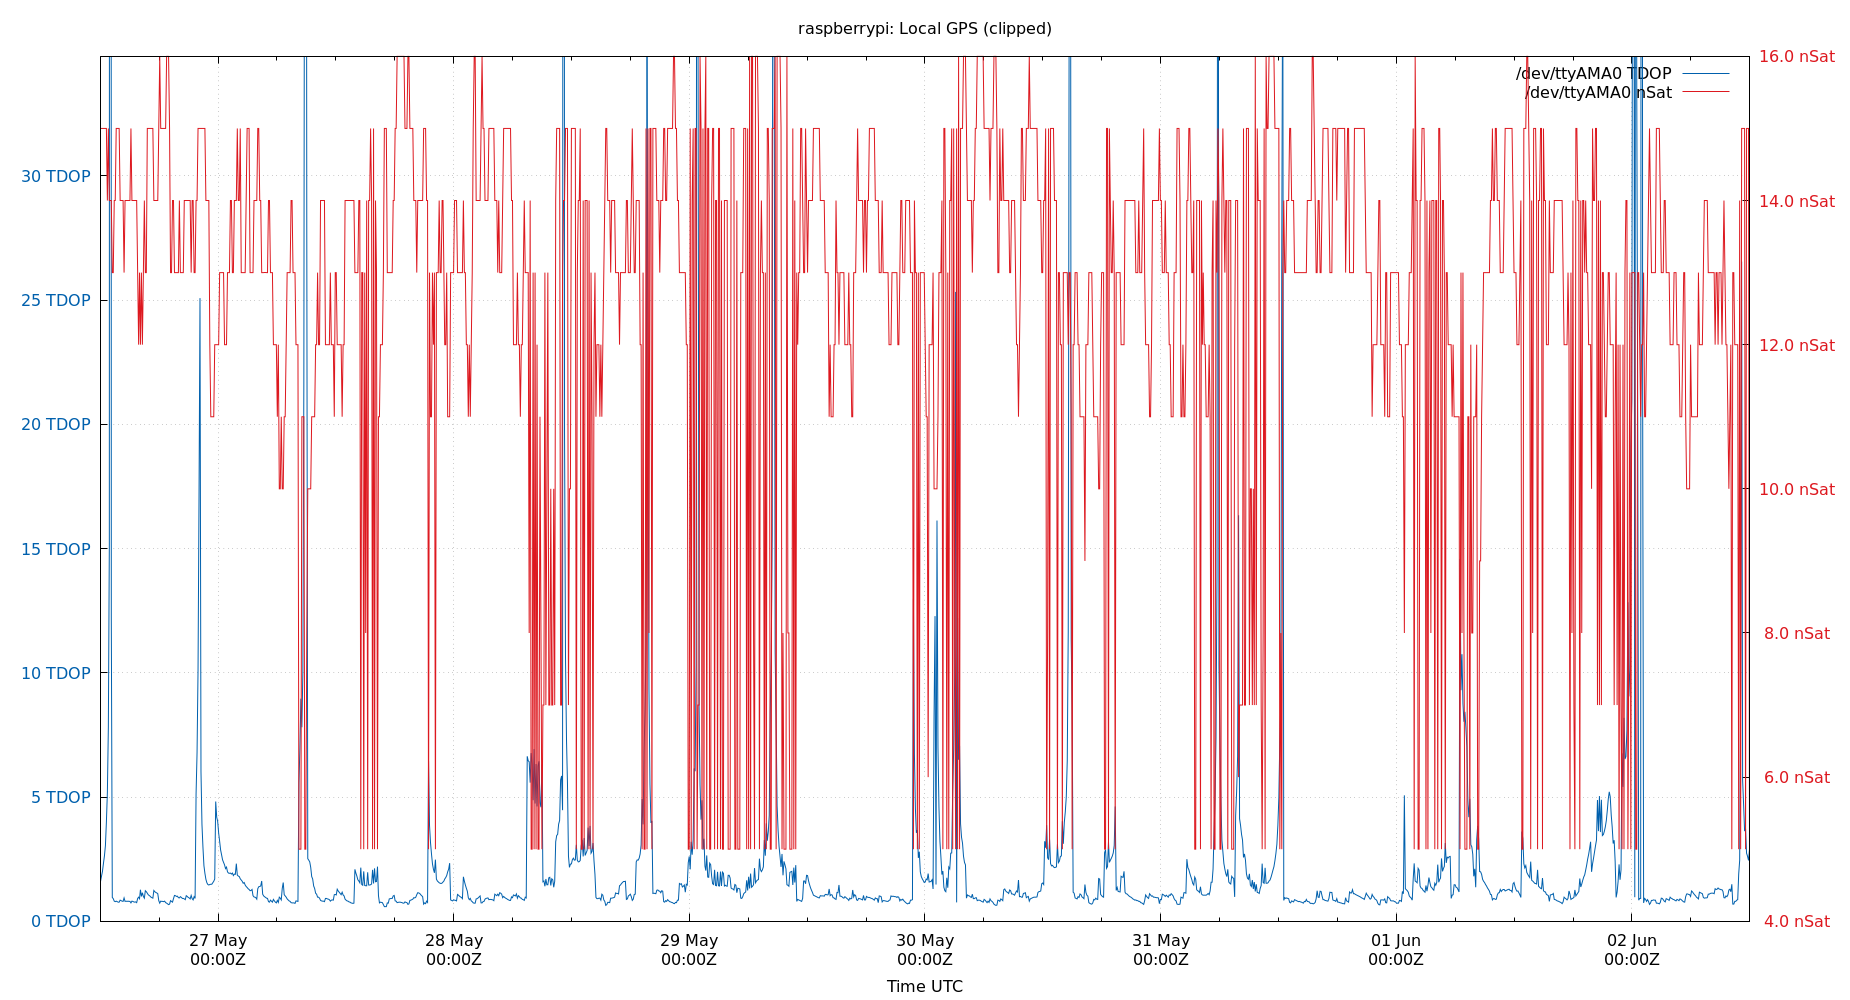 raspberrypi: Local GPS (clipped)
16.0 nSat
/dev/ttyAMA0 TDOP
/dev/ttyAMA0 nSat
30 TDOP
14.0 nSat
25 TDOP
12.0 nSat
20 TDOP
10.0 nSat
15 TDOP
8.0 nSat
10 TDOP
6.0 nSat
5 TDOP
0 TDOP
4.0 nSat
27 May 28 May 29 May 30 May 31 May 01 Jun 02 Jun
00:00Z 00:00Z 00:00Z 00:00Z 00:00Z 00:00Z 00:00Z
Time UTC